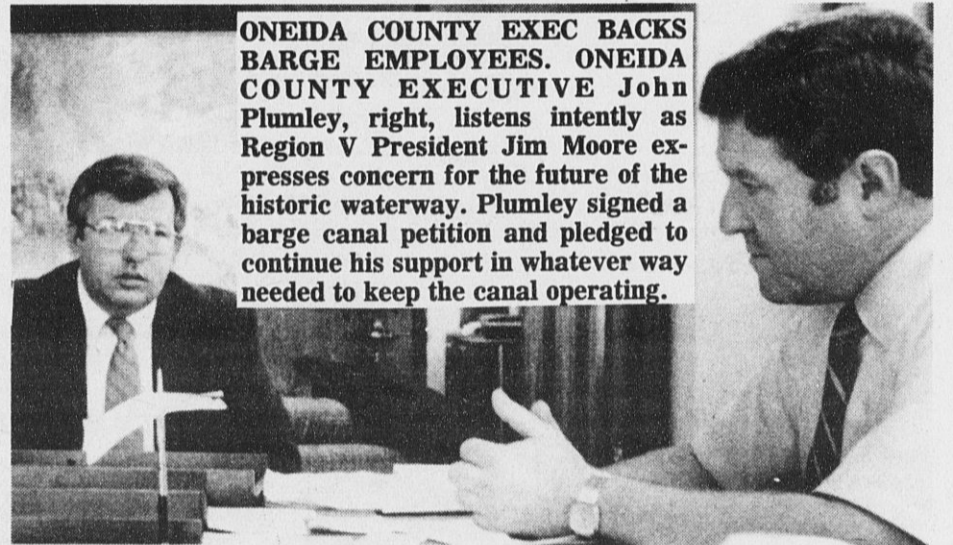 ONEIDA COUNTY EXEC BACKS
BARGE EMPLOYEES. ONEIDA
COUNTY EXECUTIVE John
Plumley, right, listens intently as
Region V President Jim Moore ex-
presses concern for the future of the
historic waterway. Plumley signed a
barge canal petition and pledged to
continue his support in whatever way
needed to keep the canal operating.